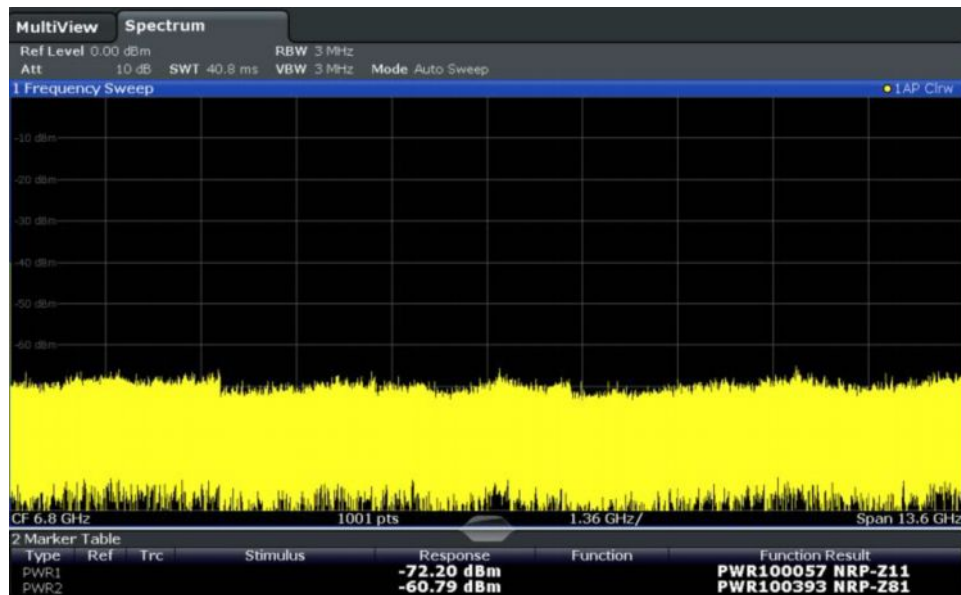 MultiView Spectrum
Ref Level 0.00 dBm RBW 3 MHz
Att 10 dB SWT 40.8 ms VBW 3 MHz Mode Auto Sweep
1 Frequency Sweep 1AP Clrw
-10 dBm
-20 dBm
-30 dBm
-40 dBm
-50 dBm
-60 dBm
CF 6.8 GHz 1001 pts 1.36 GHz/ Span 13.6 GHz
2 Marker Table
Type Ref Trc Stimulus Response Function Function Result
PWR1 -72.20 dBm PWR100057 NRP-Z11
PWR2 -60.79 dBm PWR100393 NRP-Z81